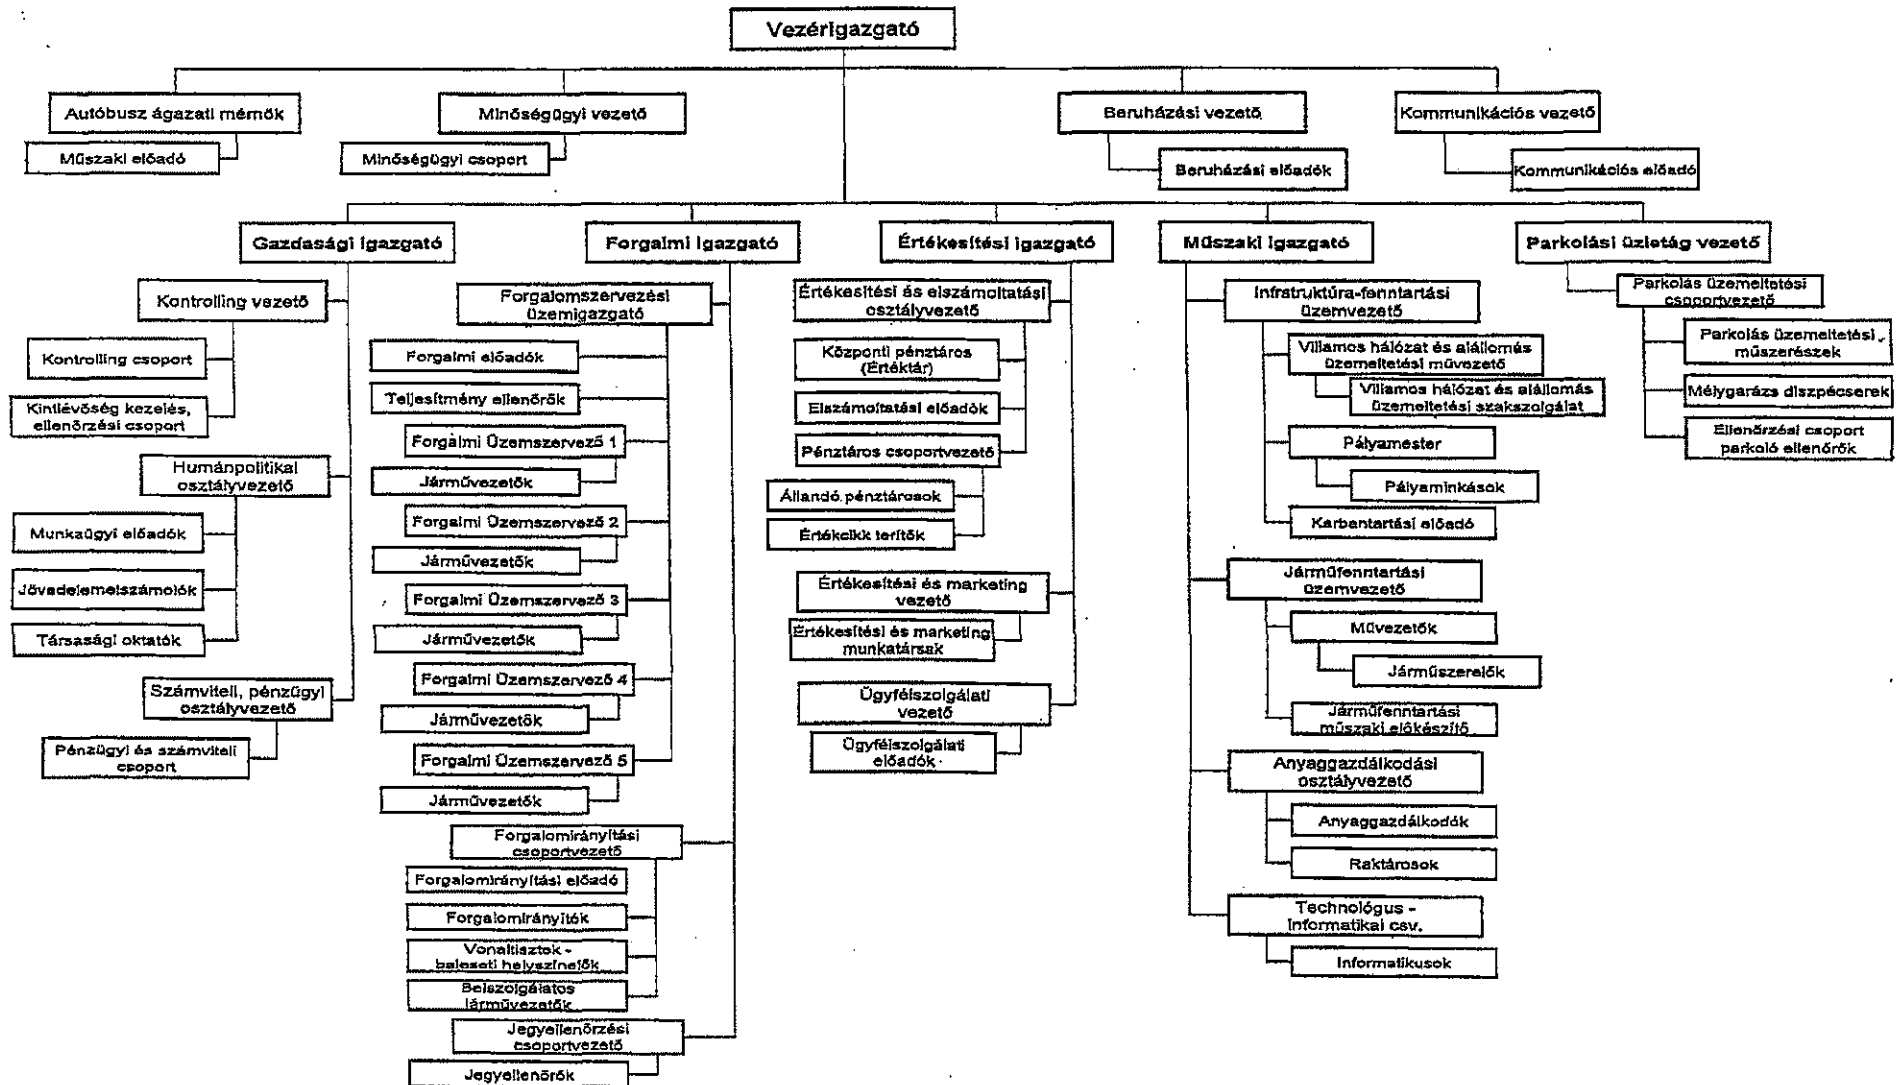 Vezérigazgató
Autóbusz ágazati mérnök
Műszaki előadó
Minőségügyi vezető
Minőségügyi csoport
Beruházási vezető
Beruházási előadók
Kommunikációs vezető
Kommunikációs előadó
Gazdasági igazgató
Kontrolling vezető
Kontrolling csoport
Kintlévőség kezelés,
ellenőrzési csoport
Humánpolitikai
osztályvezető
Munkaügyi előadók
Jövedelemelszámolók
Társasági oktatók
Számviteli, pénzügyi
osztályvezető
Pénzügyi és számviteli
csoport
Forgalmi igazgató
Forgalomszervezési
üzemigazgató
Forgalmi előadók
Teljesítmény ellenőrök
Forgalmi Üzemszervező 1
Járművezetők
Forgalmi Üzemszervező 2
Járművezetők
Forgalmi Üzemszervező 3
Járművezetők
Forgalmi Üzemszervező 4
Járművezetők
Forgalmi Üzemszervező 5
Járművezetők
Forgalomirányítási
csoportvezető
Forgalomirányítási előadó
Forgalomirányítók
Vonaltisztek -
baleseti helyszínelők
Belszolgálatos
járművezetők
Jegyellenőrzési
csoportvezető
Jegyellenőrök
Értékesítési igazgató
Értékesítési és elszámoltatási
osztályvezető
Központi pénztáros
(Értéktár)
Elszámoltatási előadók
Pénztáros csoportvezető
Állandó pénztárosok
Értékcikk terítők
Értékesítési és marketing
vezető
Értékesítési és marketing
munkatársak
Ügyfélszolgálati
vezető
Ügyfélszolgálati
előadók
Műszaki igazgató
Infrstruktúra-fenntartási
üzemvezető
Villamos hálózat és alállomás
üzemeltetési művezető
Villamos hálózat és alállomás
üzemeltetési szakszolgálat
Pályamester
Pályaminkások
Karbantartási előadó
Járműfenntartási
üzemvezető
Művezetők
Járműszerelők
Járműfenntartási
műszaki előkészítő
Anyaggazdálkodási
osztályvezető
Anyaggazdálkodók
Raktárosok
Technológus -
Informatikai csv.
Informatikusok
Parkolási üzletág vezető
Parkolás üzemeltetési
csoportvezető
Parkolás üzemeltetési
műszerészek
Mélygarázs diszpécserek
Ellenőrzési csoport
parkoló ellenőrök